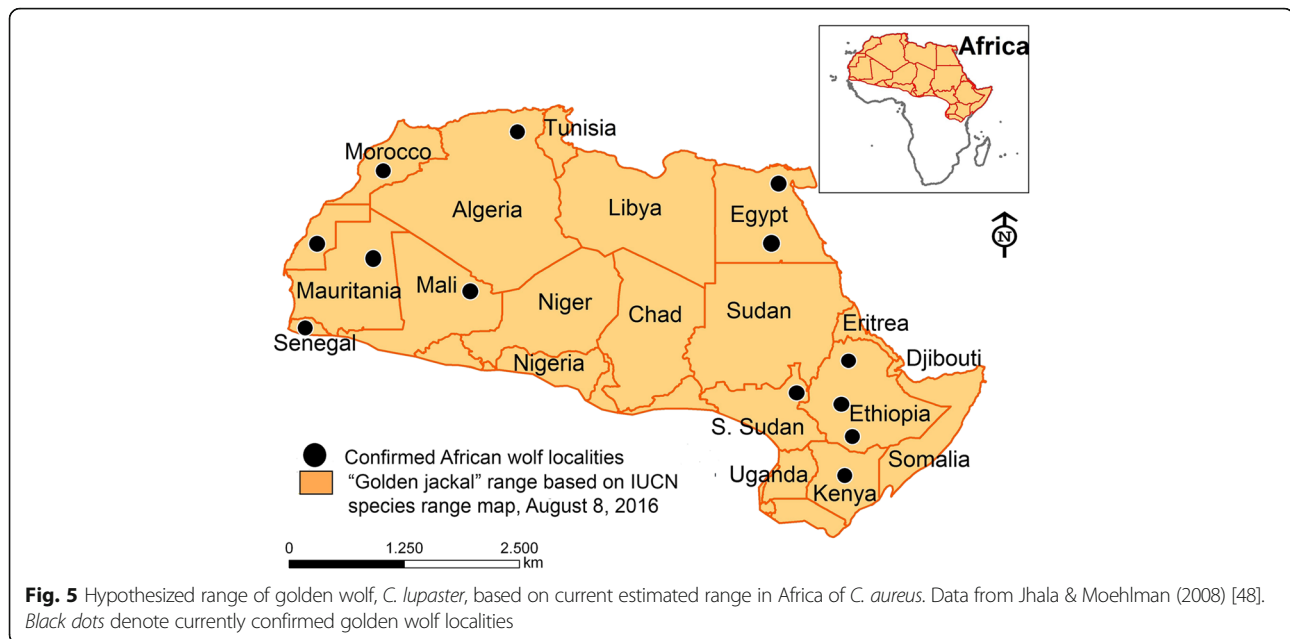 Africa
Tunisia
Morocco
Algeria
Libya
Egypt
N
Mauritania
Mali
Niger
Chad
Sudan
Eritrea
Senegal
Nigeria
Djibouti
Ethiopia
S. Sudan
Somalia
Uganda
Kenya
Confirmed African wolf localities
“Golden jackal” range based on IUCN
species range map, August 8, 2016
0 1.250 2.500
km
Fig. 5 Hypothesized range of golden wolf, C. lupaster, based on current estimated range in Africa of C. aureus. Data from Jhala & Moehlman (2008) [48].
Black dots denote currently confirmed golden wolf localities